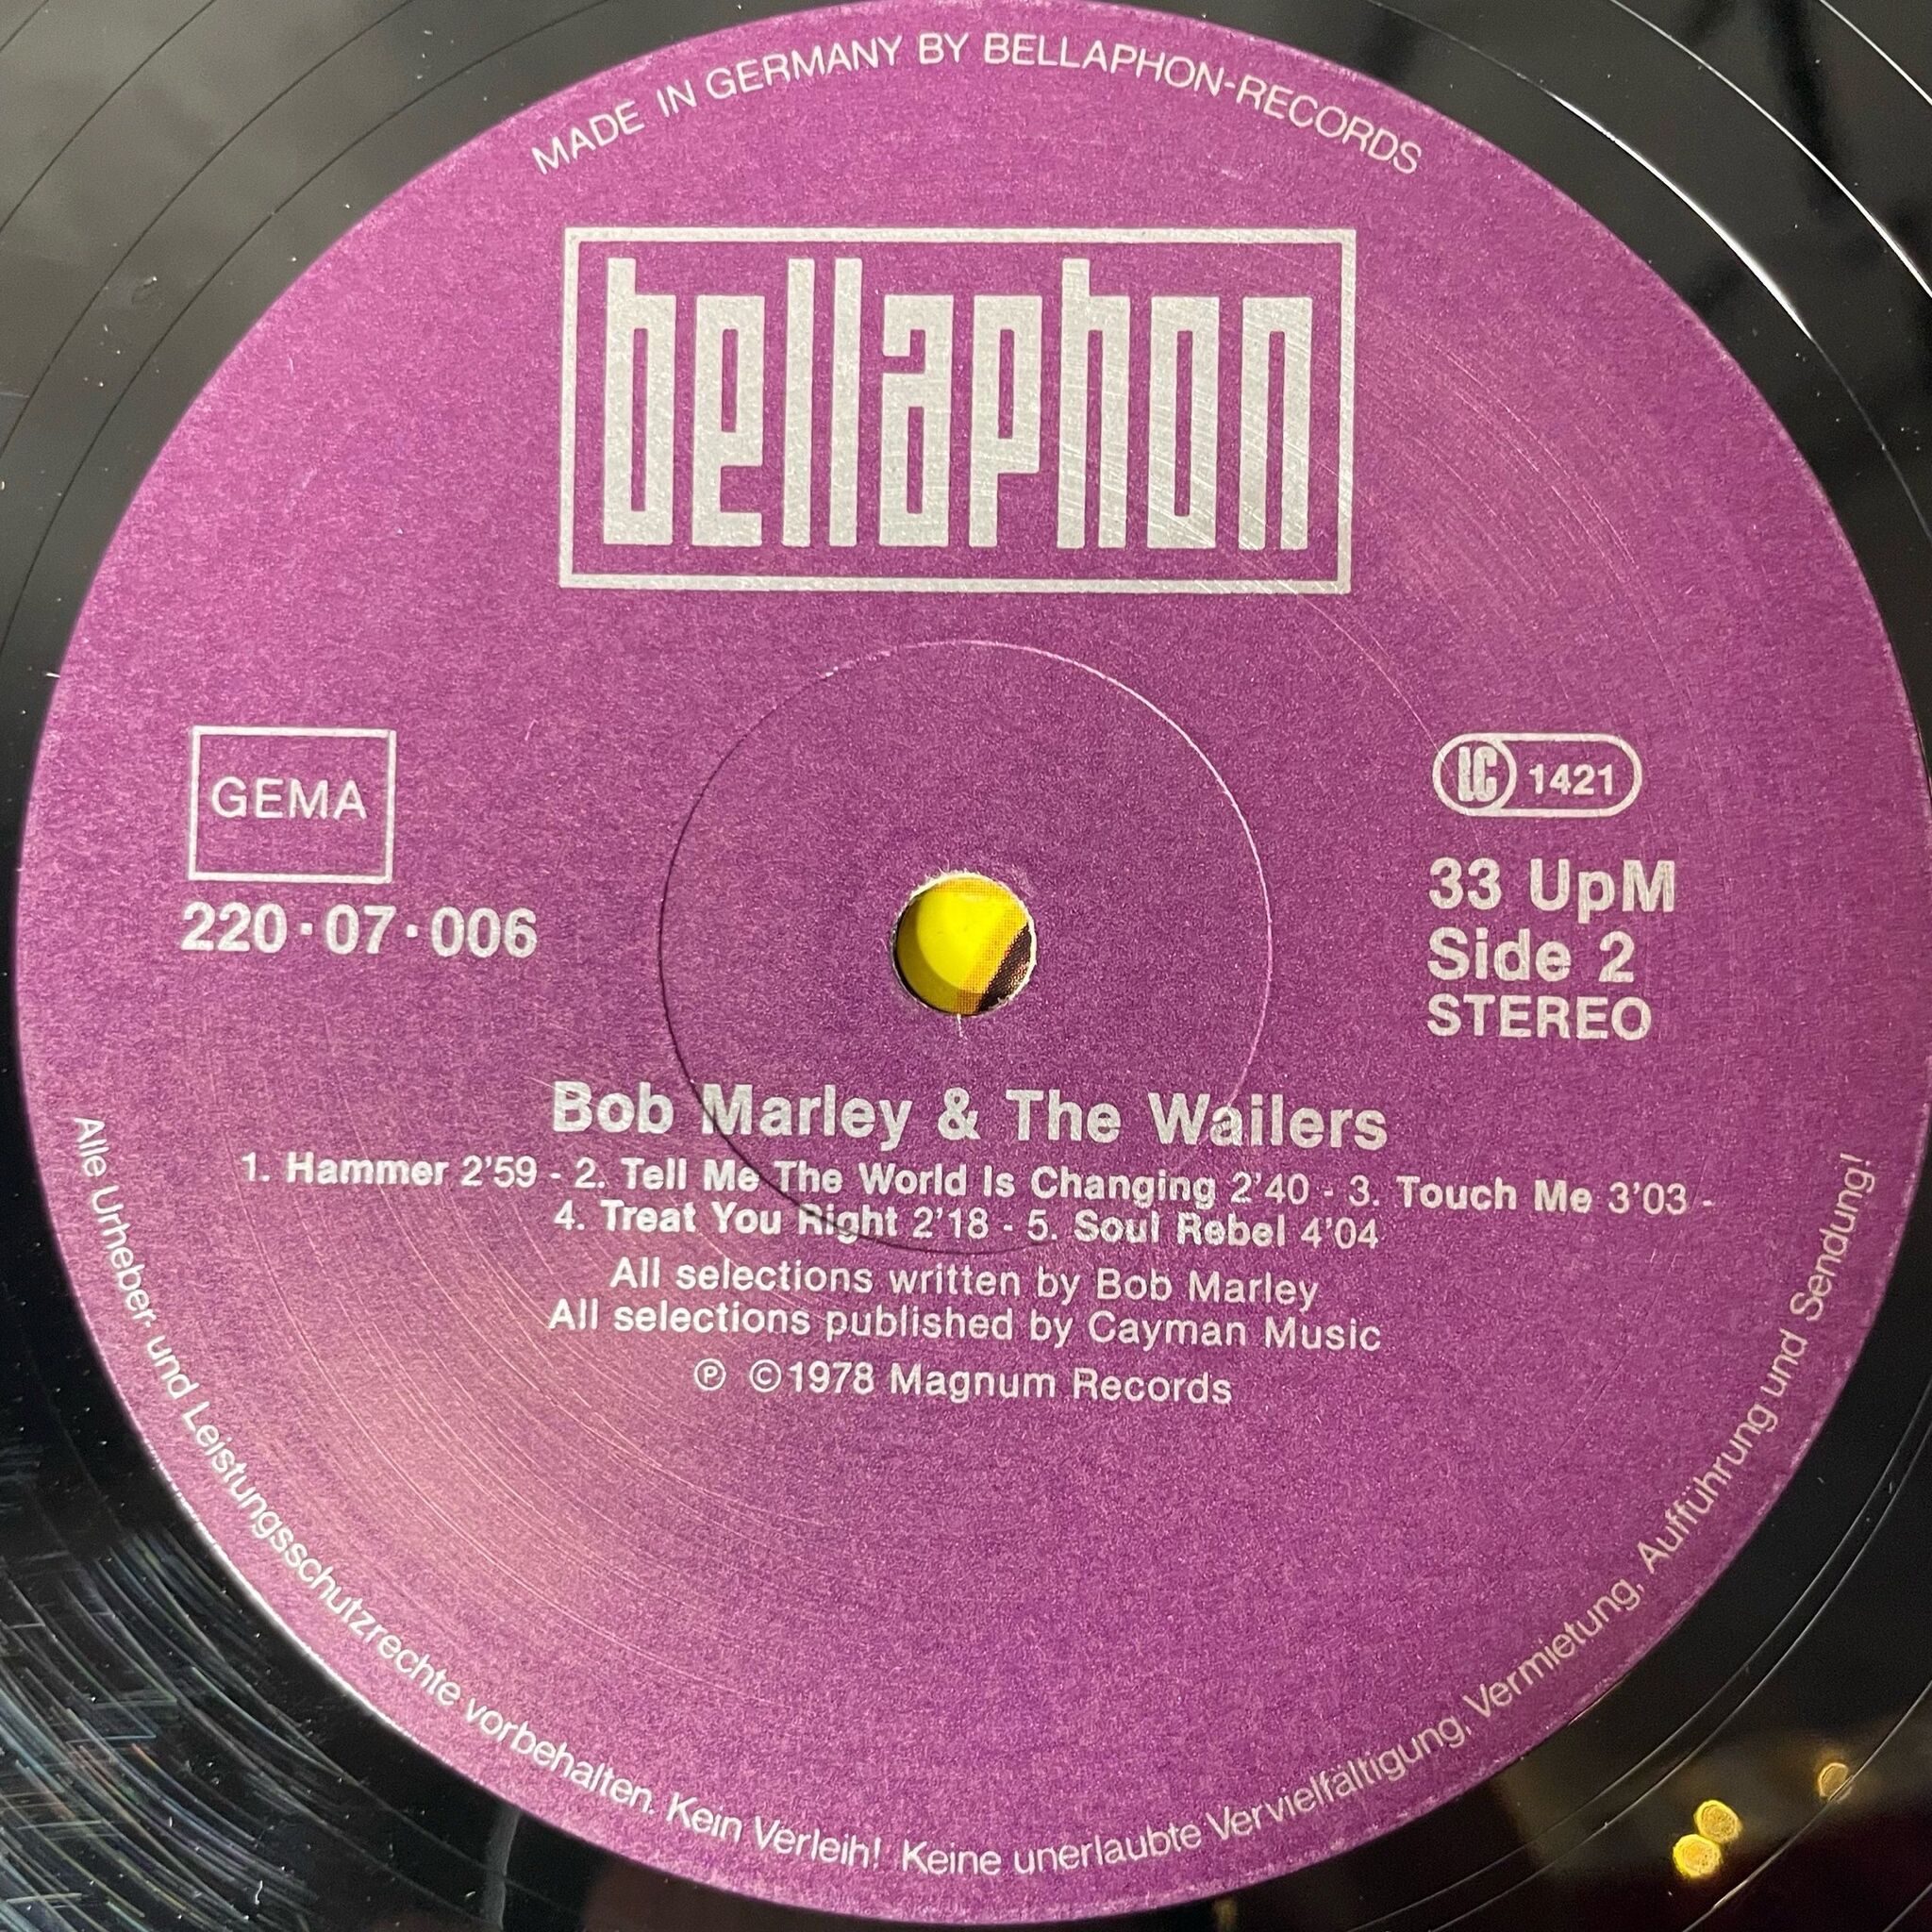 MADE IN GERMANY BY BELLAPHON-RECORDS
bellaphon
GEMA
220·07·006
LC 1421
33 UpM
Side 2
STEREO
Bob Marley & The Wailers
1. Hammer 2'59 - 2. Tell Me The World Is Changing 2'40 - 3. Touch Me 3'03 -
4. Treat You Right 2'18 - 5. Soul Rebel 4'04
All selections written by Bob Marley
All selections published by Cayman Music
℗ ©1978 Magnum Records
Alle Urheber und Leistungsschutzrechte vorbehalten. Kein Verleih! Keine unerlaubte Vervielfältigung, Vermietung, Aufführung und Sendung!